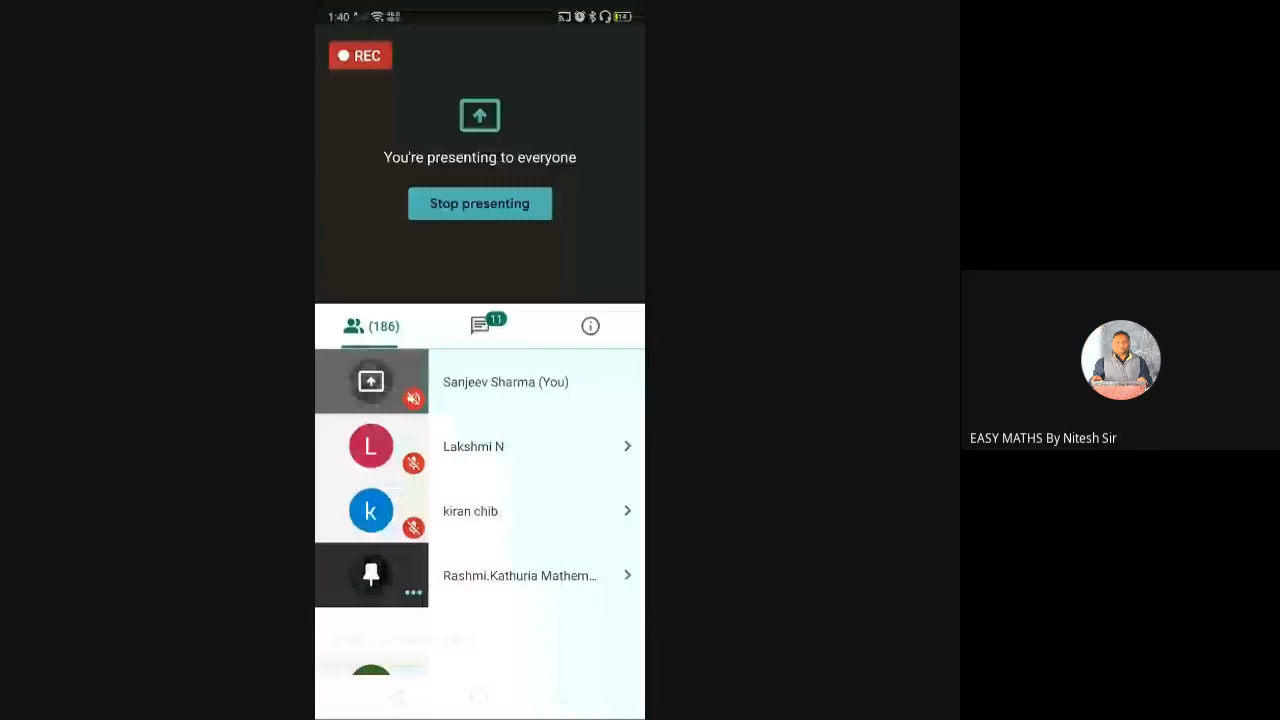 1:40
REC
You're presenting to everyone
Stop presenting
(186)
11
Sanjeev Sharma (You)
L
Lakshmi N
k
kiran chib
Rashmi.Kathuria Mathem...
EASY MATHS By Nitesh Sir